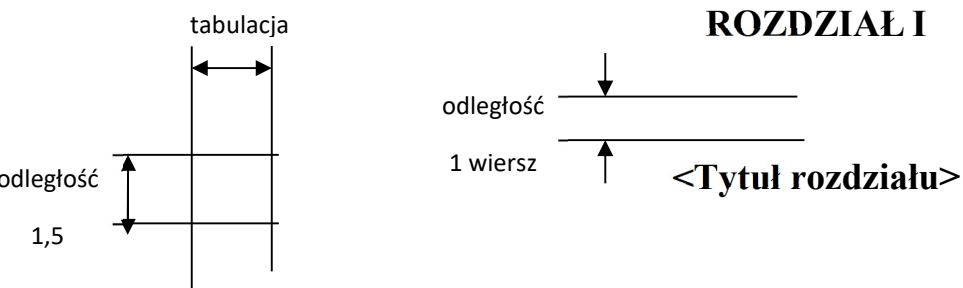 tabulacja
ROZDZIAŁ I
odległość
1 wiersz
<Tytuł rozdziału>
odległość
1,5